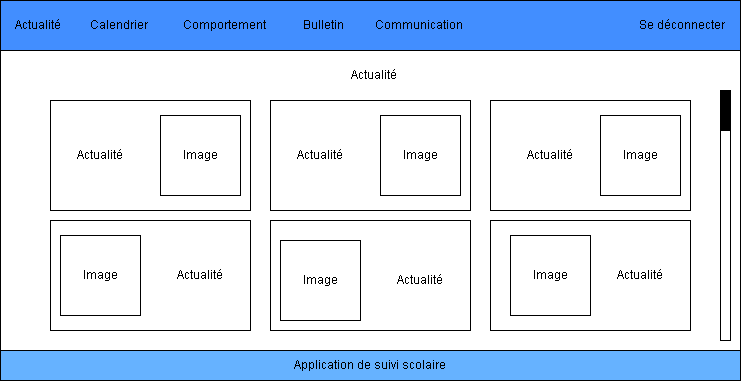 Actualité Calendrier Comportement Bulletin Communication Se déconnecter
Actualité
Actualité Image Actualité Image Actualité Image
Image Actualité Image Actualité Image Actualité
Application de suivi scolaire